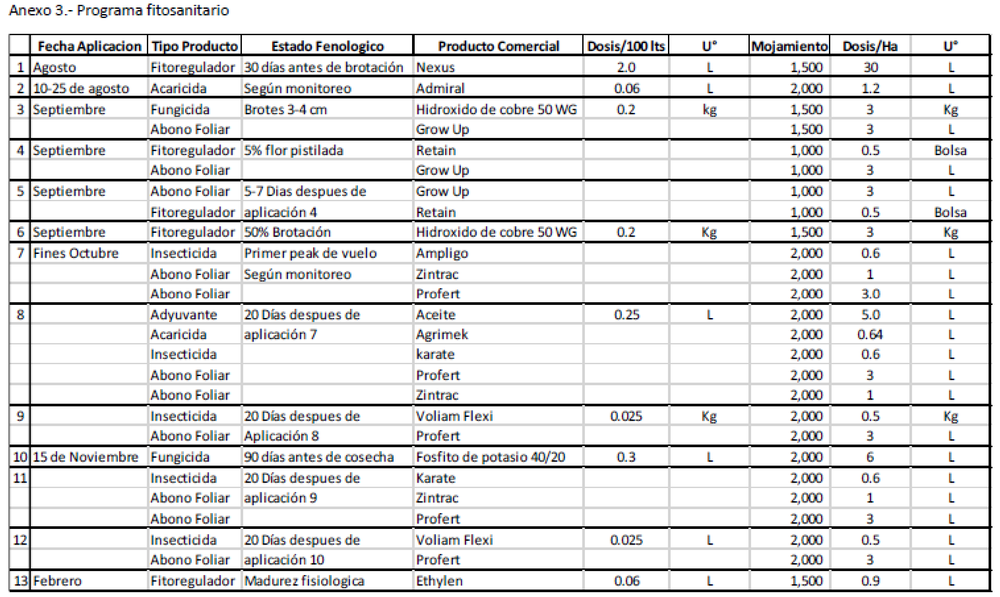 Anexo 3.- Programa fitosanitario
Fecha Aplicacion Tipo Producto Estado Fenologico Producto Comercial Dosis/100 lts U° Mojamiento Dosis/Ha U°
1 Agosto Fitoregulador 30 días antes de brotación Nexus 2.0 L 1,500 30 L
2 10-25 de agosto Acaricida Según monitoreo Admiral 0.06 L 2,000 1.2 L
3 Septiembre Fungicida Brotes 3-4 cm Hidroxido de cobre 50 WG 0.2 kg 1,500 3 Kg
Abono Foliar Grow Up 1,500 3 L
4 Septiembre Fitoregulador 5% flor pistilada Retain 1,000 0.5 Bolsa
Abono Foliar Grow Up 1,000 3 L
5 Septiembre Abono Foliar 5-7 Dias despues de Grow Up 1,000 3 L
Fitoregulador aplicación 4 Retain 1,000 0.5 Bolsa
6 Septiembre Fitoregulador 50% Brotación Hidroxido de cobre 50 WG 0.2 Kg 1,500 3 Kg
7 Fines Octubre Insecticida Primer peak de vuelo Ampligo 2,000 0.6 L
Abono Foliar Según monitoreo Zintrac 2,000 1 L
Abono Foliar Profert 2,000 3.0 L
8 Adyuvante 20 Días despues de Aceite 0.25 L 2,000 5.0 L
Acaricida aplicación 7 Agrimek 2,000 0.64 L
Insecticida karate 2,000 0.6 L
Abono Foliar Profert 2,000 3 L
Abono Foliar Zintrac 2,000 1 L
9 Insecticida 20 Días despues de Voliam Flexi 0.025 Kg 2,000 0.5 Kg
Abono Foliar Aplicación 8 Profert 2,000 3 L
10 15 de Noviembre Fungicida 90 días antes de cosecha Fosfito de potasio 40/20 0.3 L 2,000 6 L
11 Insecticida 20 Días despues de Karate 2,000 0.6 L
Abono Foliar aplicación 9 Zintrac 2,000 1 L
Abono Foliar Profert 2,000 3 L
12 Insecticida 20 Días despues de Voliam Flexi 0.025 L 2,000 0.5 L
Abono Foliar aplicación 10 Profert 2,000 3 L
13 Febrero Fitoregulador Madurez fisiologica Ethylen 0.06 L 1,500 0.9 L